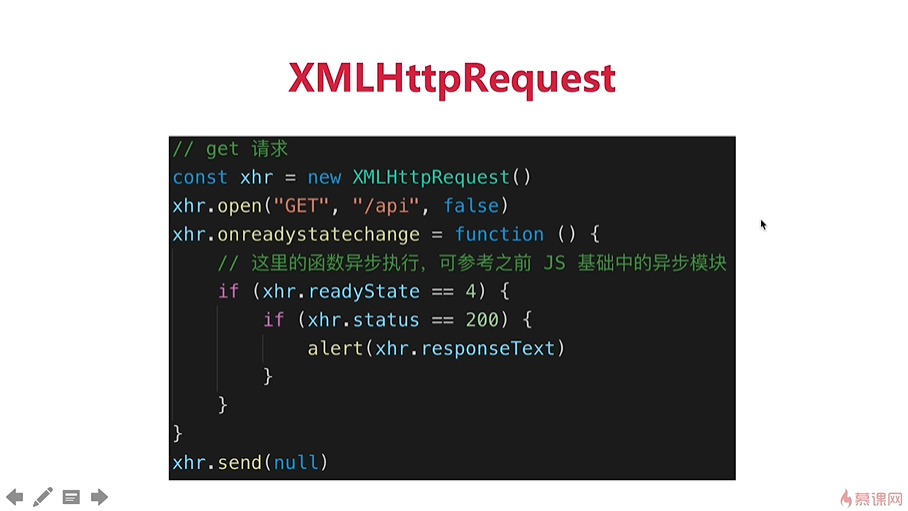 XMLHttpRequest
// get 请求
const xhr = new XMLHttpRequest()
xhr.open("GET", "/api", false)
xhr.onreadystatechange = function () {
    // 这里的函数异步执行，可参考之前 JS 基础中的异步模块
    if (xhr.readyState == 4) {
        if (xhr.status == 200) {
            alert(xhr.responseText)
        }
    }
}
xhr.send(null)
慕课网